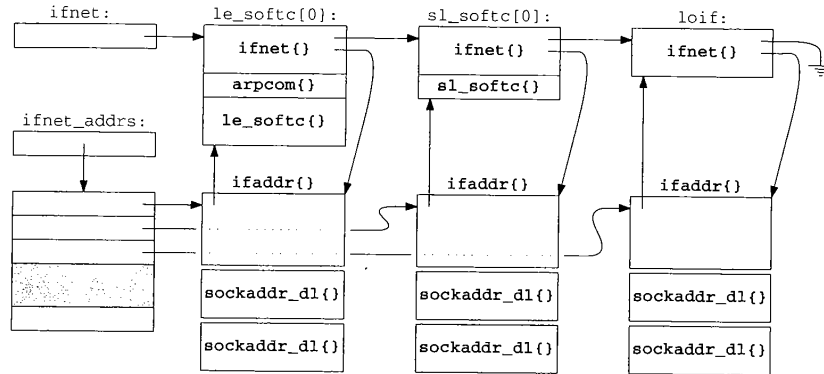 ifnet: le_softc[0]: sl_softc[0]: loif:
ifnet{} ifnet{} ifnet{}
arpcom{} sl_softc{}
le_softc{}
ifnet_addrs:
ifaddr{} ifaddr{} ifaddr{}
sockaddr_dl{} sockaddr_dl{} sockaddr_dl{}
sockaddr_dl{} sockaddr_dl{} sockaddr_dl{}